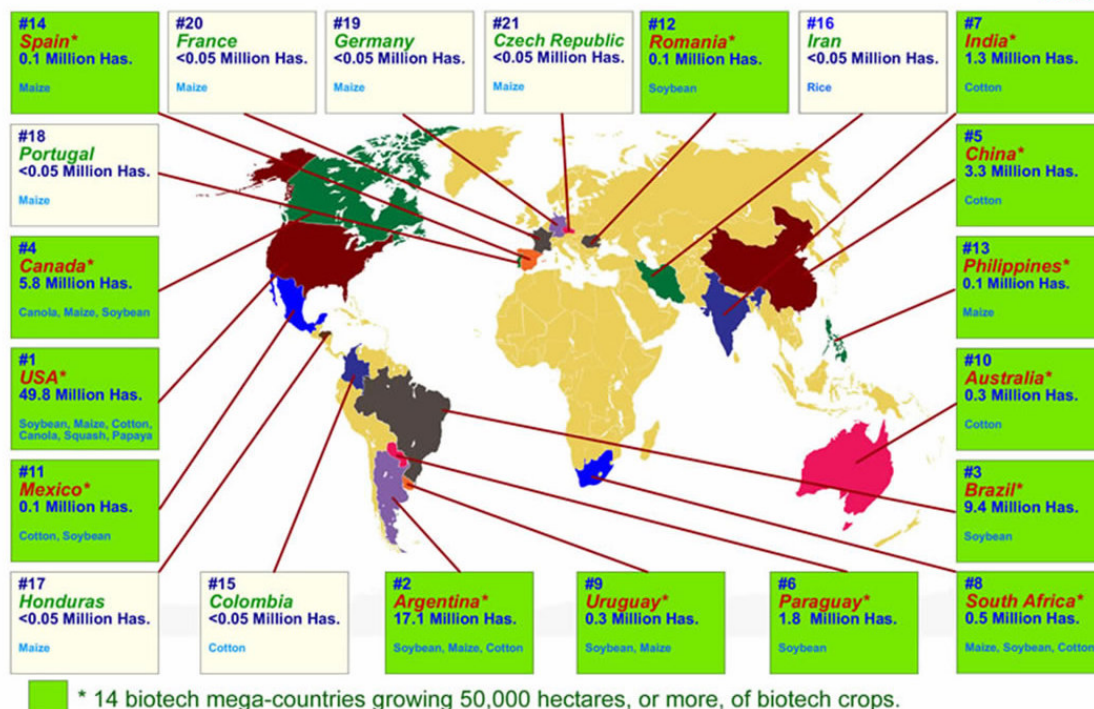 #14
Spain*
0.1 Million Has.
Maize
#20
France
<0.05 Million Has.
Maize
#19
Germany
<0.05 Million Has.
Maize
#21
Czech Republic
<0.05 Million Has.
Maize
#12
Romania*
0.1 Million Has.
Soybean
#16
Iran
<0.05 Million Has.
Rice
#7
India*
1.3 Million Has.
Cotton
#18
Portugal
<0.05 Million Has.
Maize
#5
China*
3.3 Million Has.
Cotton
#4
Canada*
5.8 Million Has.
Canola, Maize, Soybean
#13
Philippines*
0.1 Million Has.
Maize
#1
USA*
49.8 Million Has.
Soybean, Maize, Cotton,
Canola, Squash, Papaya
#10
Australia*
0.3 Million Has.
Cotton
#11
Mexico*
0.1 Million Has.
Cotton, Soybean
#3
Brazil*
9.4 Million Has.
Soybean
#17
Honduras
<0.05 Million Has.
Maize
#15
Colombia
<0.05 Million Has.
Cotton
#2
Argentina*
17.1 Million Has.
Soybean, Maize, Cotton
#9
Uruguay*
0.3 Million Has.
Soybean, Maize
#6
Paraguay*
1.8 Million Has.
Soybean
#8
South Africa*
0.5 Million Has.
Maize, Soybean, Cotton
* 14 biotech mega-countries growing 50,000 hectares, or more, of biotech crops.